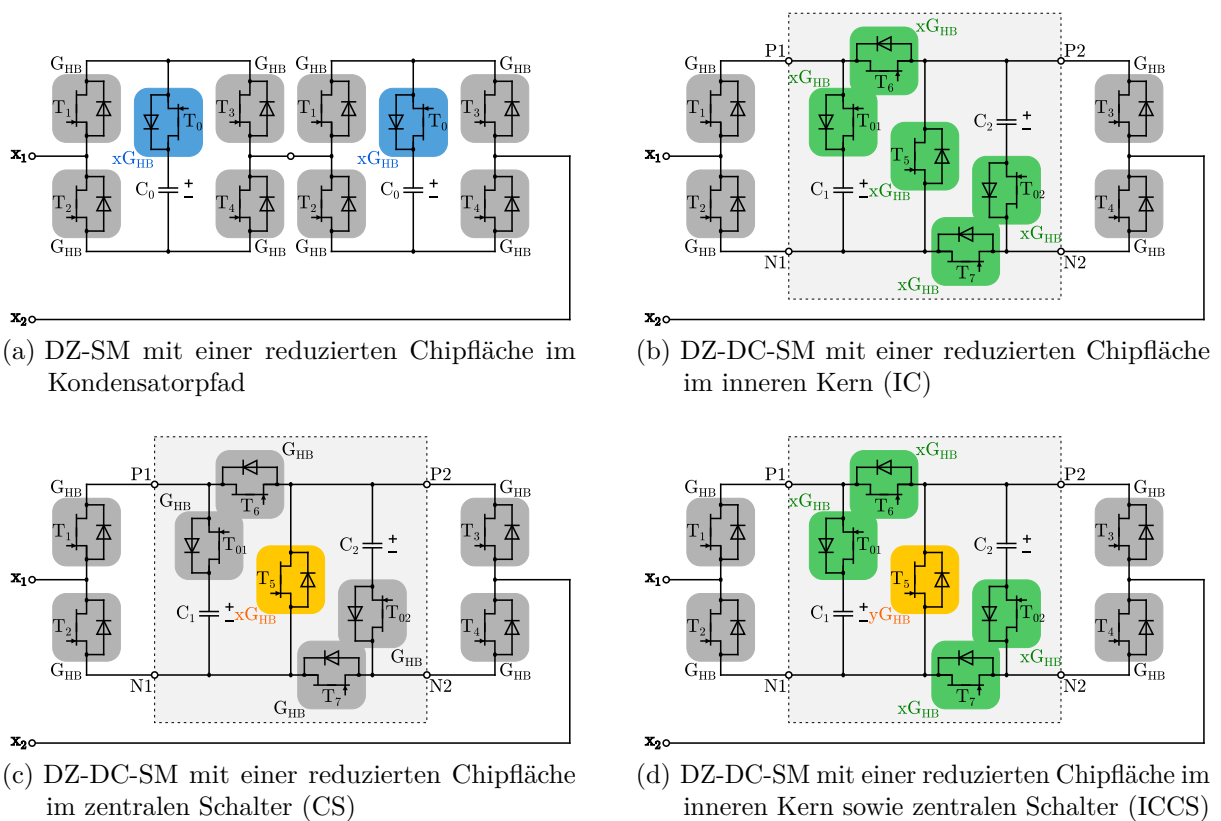 G_HB G_HB G_HB G_HB
T_1 T_0 T_3 T_1 T_0 T_3
x_1 xG_HB xG_HB
T_2 C_0 + − T_4 T_2 C_0 + − T_4
G_HB G_HB G_HB G_HB
x_2
(a) DZ-SM mit einer reduzierten Chipfläche im
Kondensatorpfad
xG_HB
P1 P2
G_HB xG_HB T_6 G_HB
T_1 T_01 C_2 + − T_3
x_1 T_5
T_2 C_1 + − xG_HB T_02 T_4
xG_HB
G_HB N1 T_7 N2 G_HB
xG_HB
x_2
(b) DZ-DC-SM mit einer reduzierten Chipfläche
im inneren Kern (IC)
G_HB
P1 P2
G_HB G_HB T_6 G_HB
T_1 T_01 C_2 + − T_3
x_1 T_5
T_2 C_1 + − xG_HB T_02 T_4
G_HB
G_HB N1 T_7 N2 G_HB
G_HB
x_2
(c) DZ-DC-SM mit einer reduzierten Chipfläche
im zentralen Schalter (CS)
xG_HB
P1 P2
G_HB xG_HB T_6 G_HB
T_1 T_01 C_2 + − T_3
x_1 T_5
T_2 C_1 + − yG_HB T_02 T_4
xG_HB
G_HB N1 T_7 N2 G_HB
xG_HB
x_2
(d) DZ-DC-SM mit einer reduzierten Chipfläche im
inneren Kern sowie zentralen Schalter (ICCS)